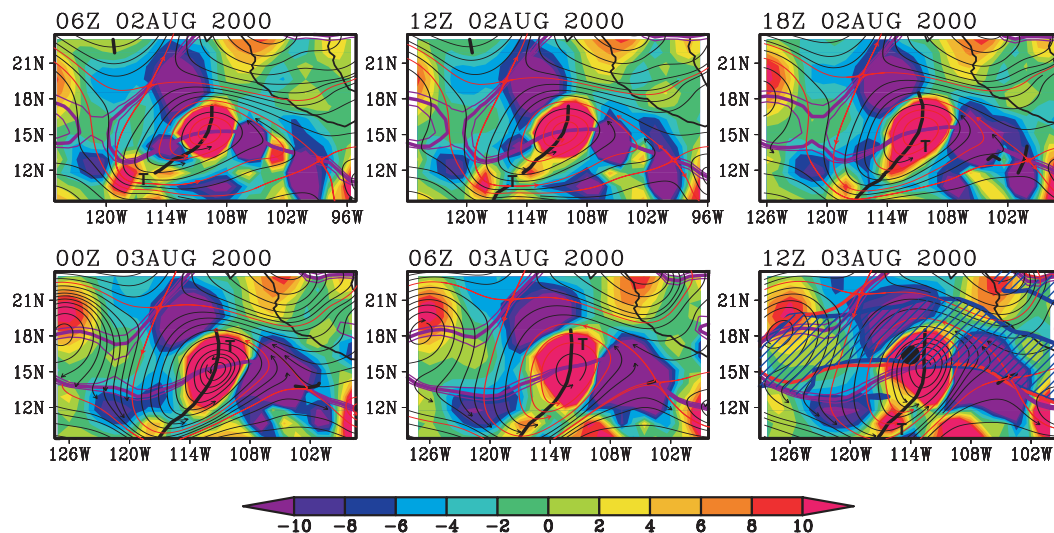 06Z 02AUG 2000 12Z 02AUG 2000 18Z 02AUG 2000
21N 21N 21N
18N 18N 18N
15N 15N 15N
T
12N 12N 12N
T T
120W 114W 108W 102W 96W 120W 114W 108W 102W 96W 126W 120W 114W 108W 102W
00Z 03AUG 2000 06Z 03AUG 2000 12Z 03AUG 2000
21N 21N 21N
18N 18N 18N
T T
15N 15N 15N
12N 12N 12N
T
126W 120W 114W 108W 102W 126W 120W 114W 108W 102W 126W 120W 114W 108W 102W
-10 -8 -6 -4 -2 0 2 4 6 8 10